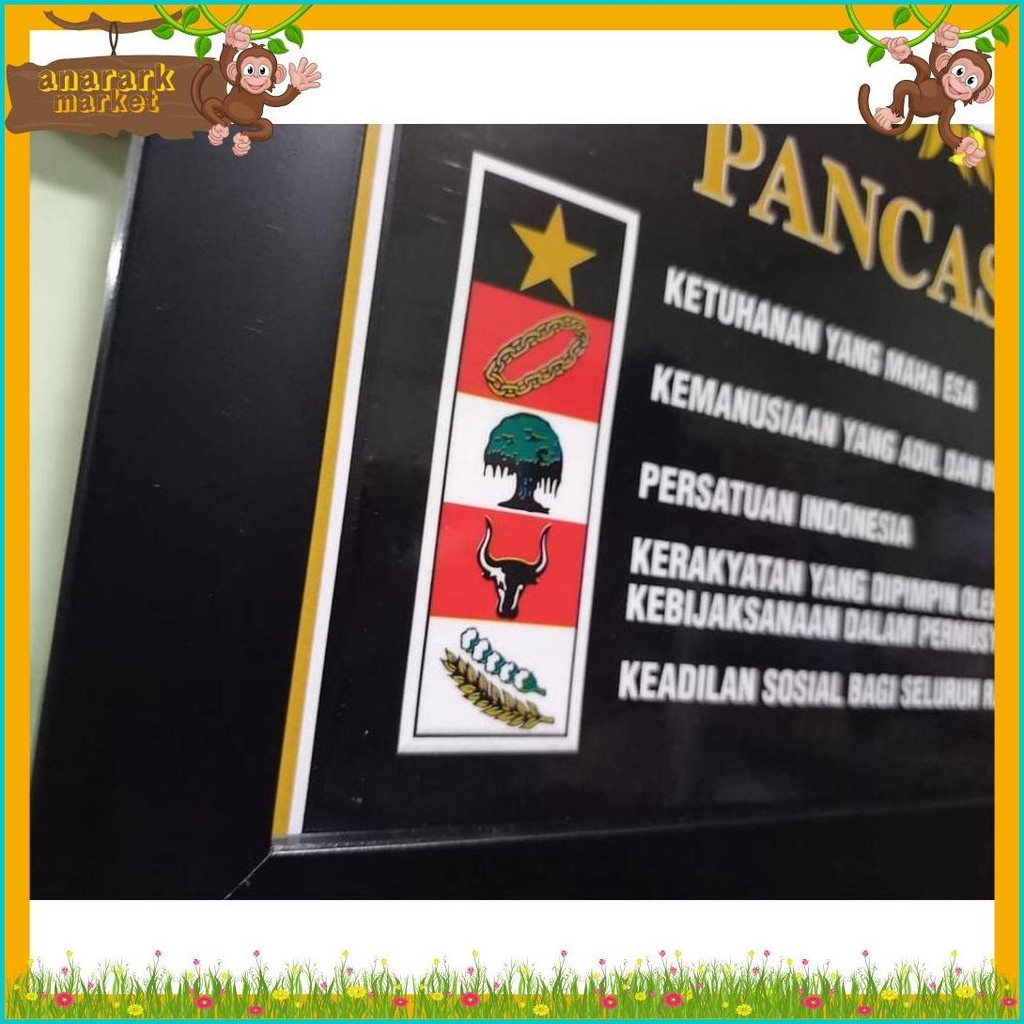 anarark
market
PANCAS
KETUHANAN YANG MAHA ESA
KEMANUSIAAN YANG ADIL DAN B
PERSATUAN INDONESIA
KERAKYATAN YANG DIPIMPIN OLEH
KEBIJAKSANAAN DALAM PERMUSY
KEADILAN SOSIAL BAGI SELURUH R